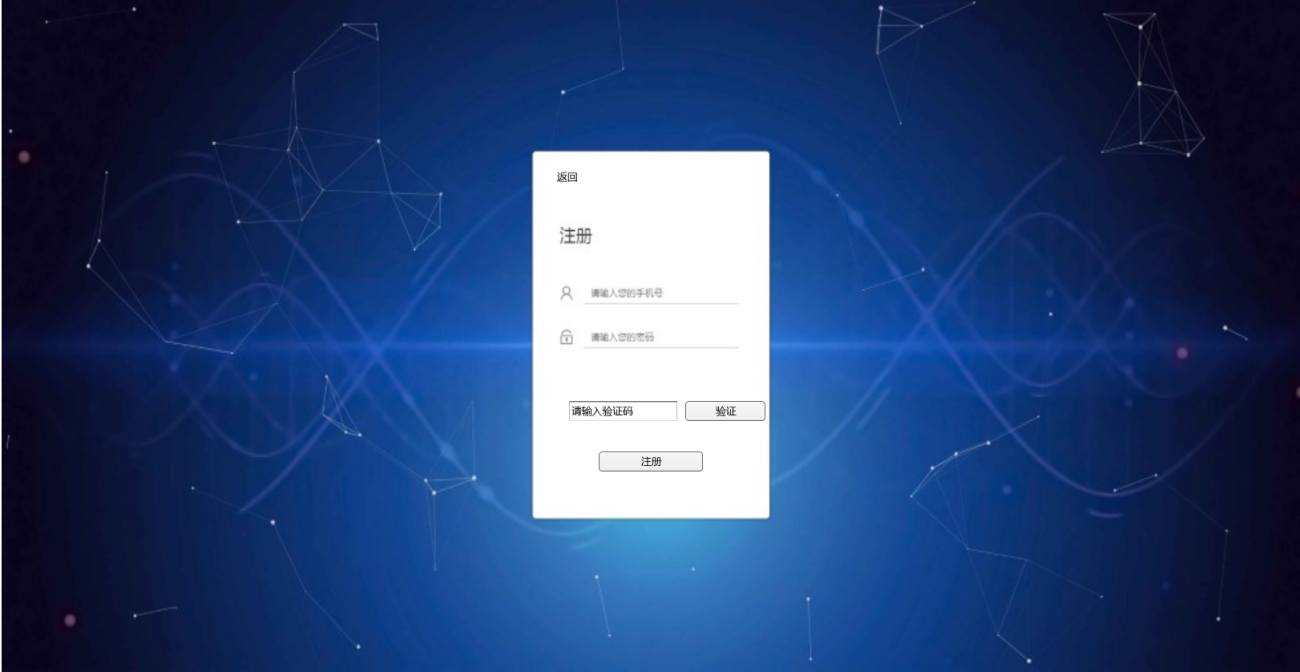 返回
注册
请输入您的手机号
请输入您的密码
请输入验证码 验证
注册